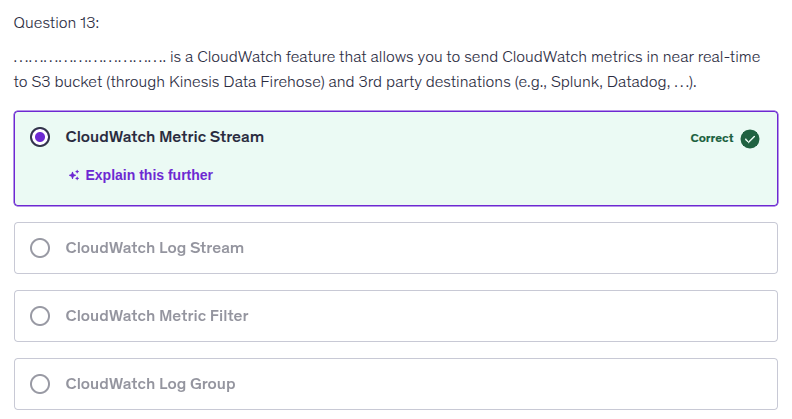 Question 13:
…………………………. is a CloudWatch feature that allows you to send CloudWatch metrics in near real-time
to S3 bucket (through Kinesis Data Firehose) and 3rd party destinations (e.g., Splunk, Datadog, …).
CloudWatch Metric Stream
Correct
Explain this further
CloudWatch Log Stream
CloudWatch Metric Filter
CloudWatch Log Group